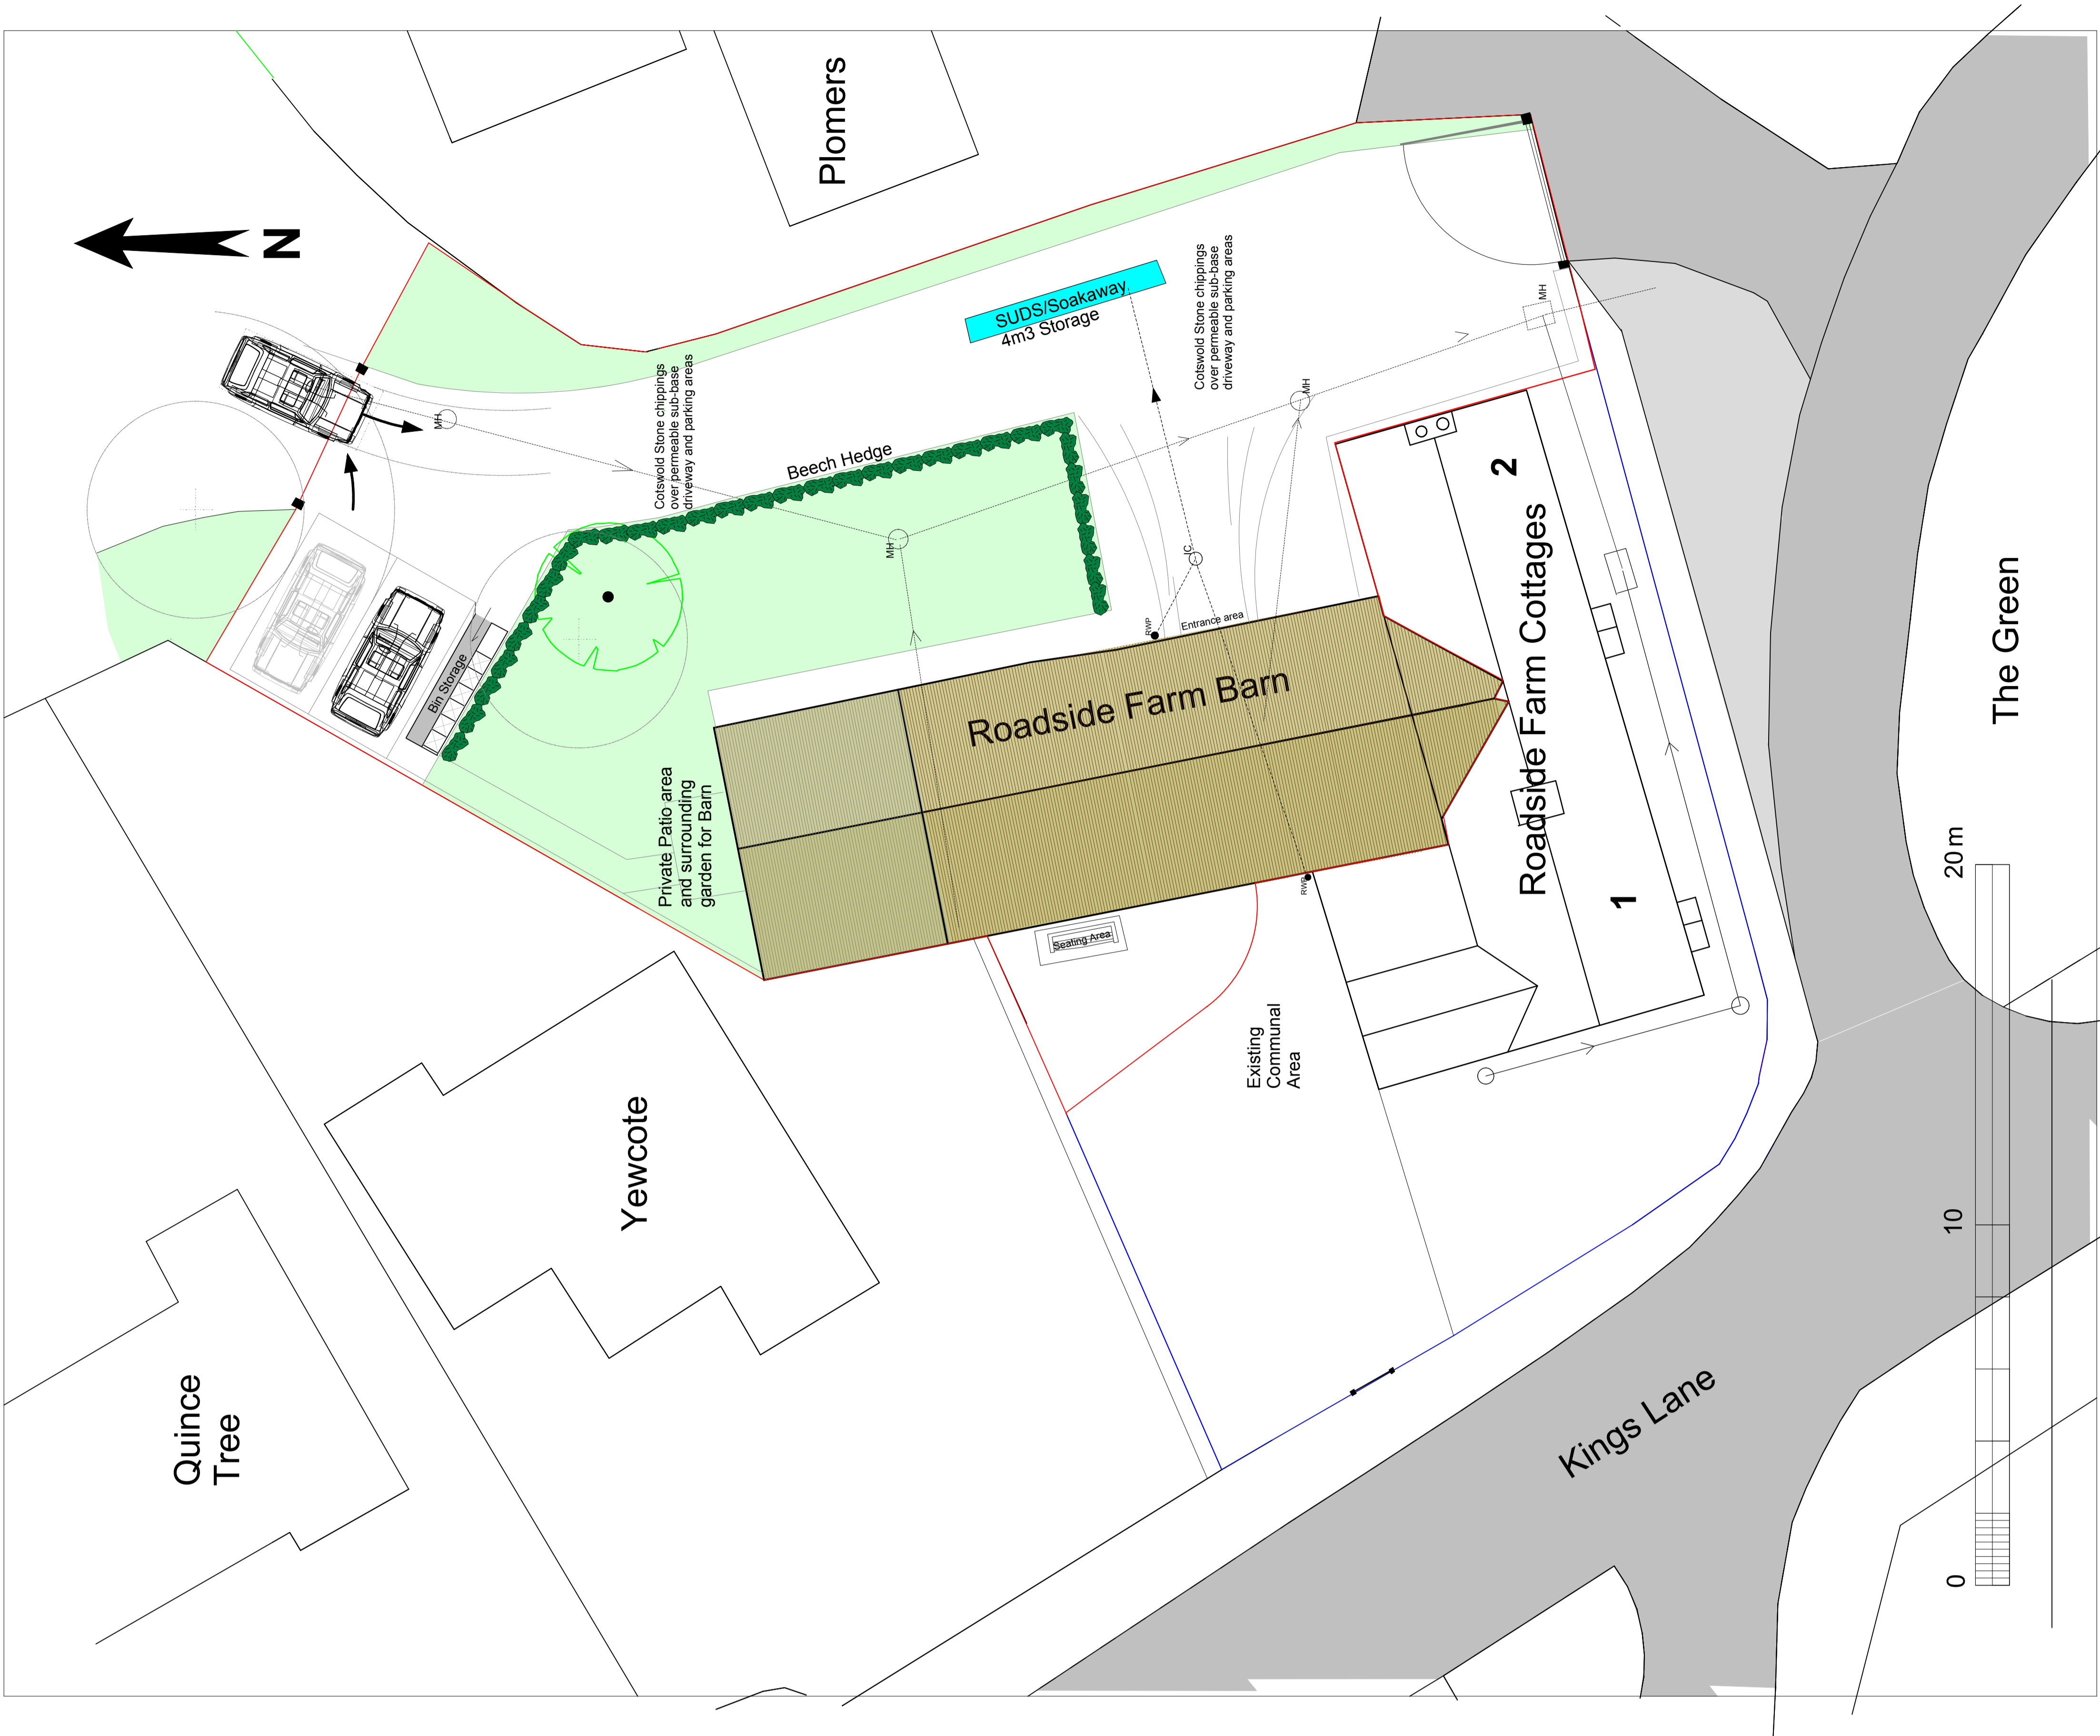 N
Plomers
Cotswold Stone chippings
over permeable sub-base
driveway and parking areas
SUDS/Soakaway
4m3 Storage
Cotswold Stone chippings
over permeable sub-base
driveway and parking areas
MH
MH
MH
MH
Beech Hedge
IC
RWP
Entrance area
Bin Storage
Roadside Farm Barn
Private Patio area
and surrounding
garden for Barn
RWP
Seating Area
2
Roadside Farm Cottages
1
The Green
Existing
Communal
Area
Yewcote
Quince
Tree
Kings Lane
0
10
20m